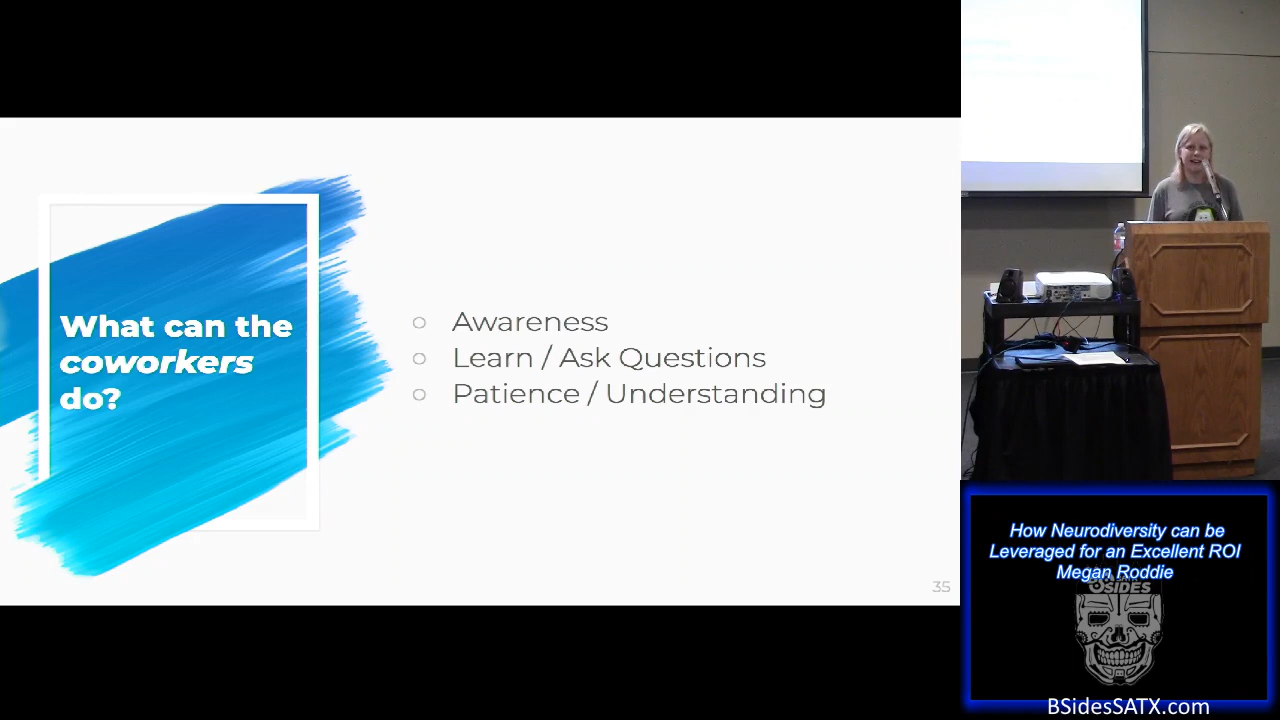 What can the
coworkers
do?
Awareness
Learn / Ask Questions
Patience / Understanding
35
How Neurodiversity can be
Leveraged for an Excellent ROI
Megan Roddie
BSIDES
BSidesSATX.com